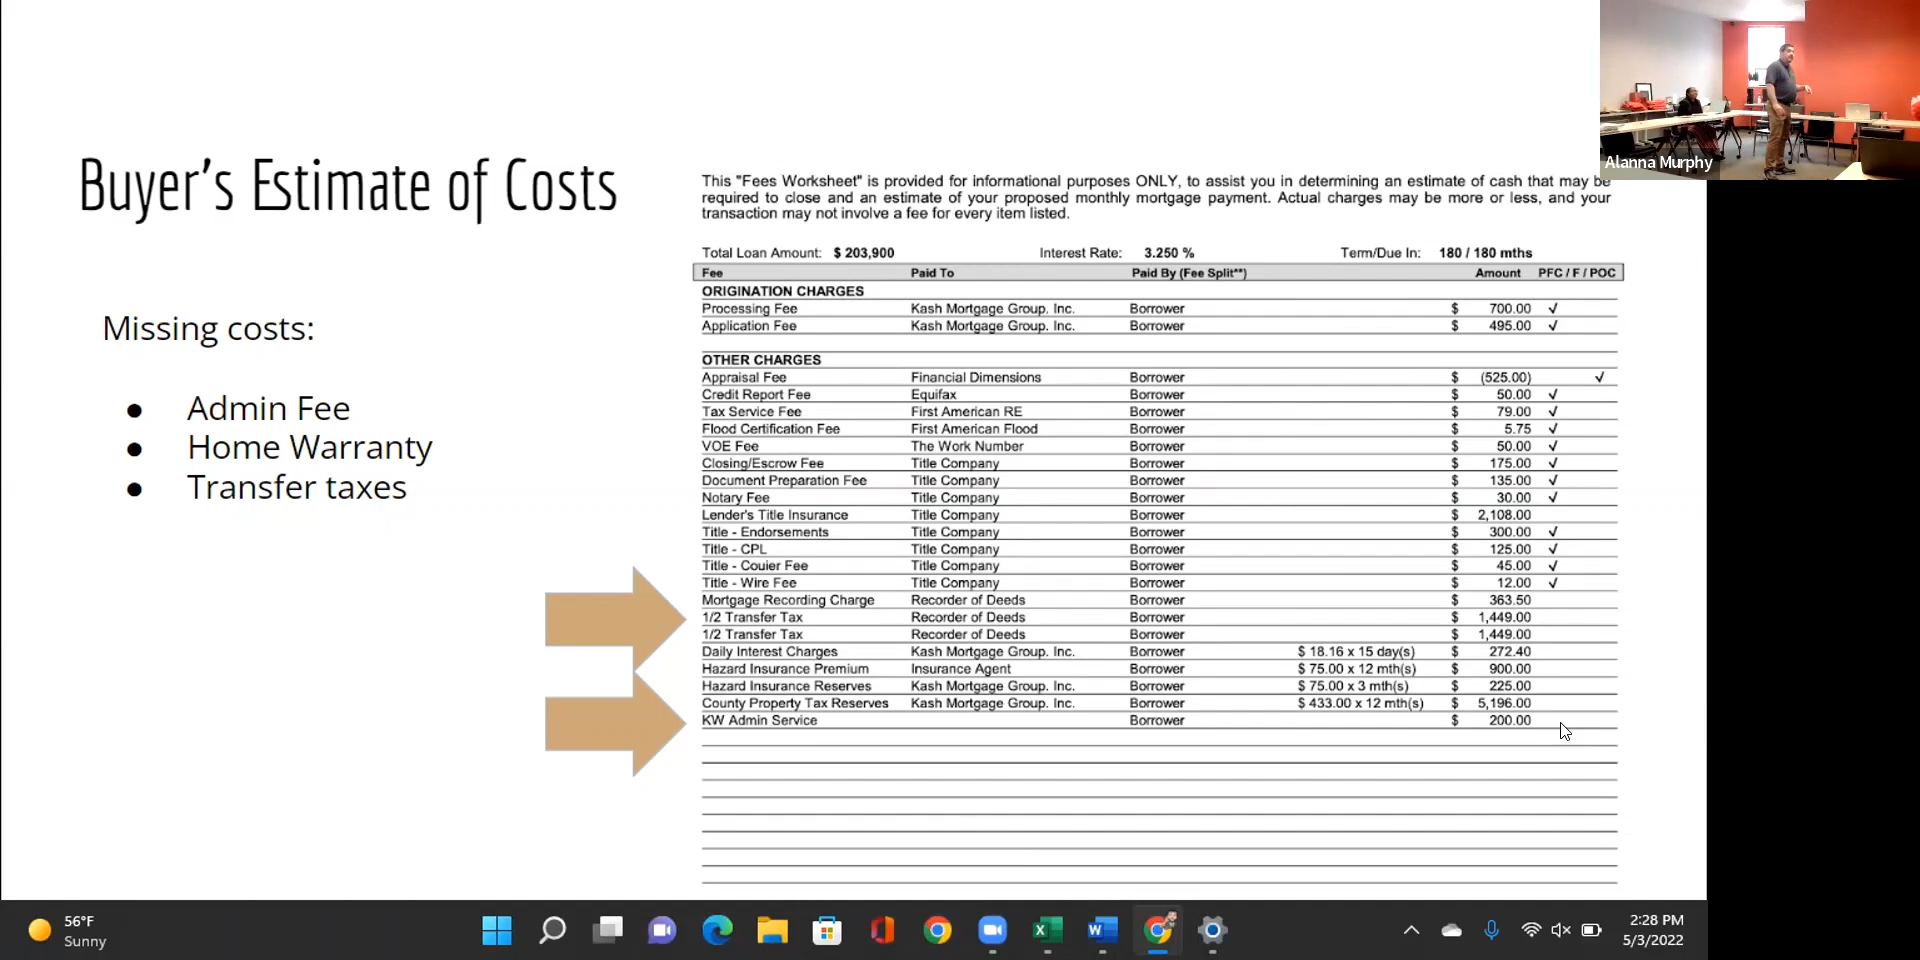 Alanna Murphy
Buyer's Estimate of Costs
Missing costs:
● Admin Fee
● Home Warranty
● Transfer taxes
This "Fees Worksheet" is provided for informational purposes ONLY, to assist you in determining an estimate of cash that may be
required to close and an estimate of your proposed monthly mortgage payment. Actual charges may be more or less, and your
transaction may not involve a fee for every item listed.
Total Loan Amount: $ 203,900 Interest Rate: 3.250 % Term/Due In: 180 / 180 mths
Fee Paid To Paid By (Fee Split**) Amount PFC / F / POC
ORIGINATION CHARGES
Processing Fee Kash Mortgage Group. Inc. Borrower $ 700.00 √
Application Fee Kash Mortgage Group. Inc. Borrower $ 495.00 √
OTHER CHARGES
Appraisal Fee Financial Dimensions Borrower $ (525.00) √
Credit Report Fee Equifax Borrower $ 50.00 √
Tax Service Fee First American RE Borrower $ 79.00 √
Flood Certification Fee First American Flood Borrower $ 5.75 √
VOE Fee The Work Number Borrower $ 50.00 √
Closing/Escrow Fee Title Company Borrower $ 175.00 √
Document Preparation Fee Title Company Borrower $ 135.00 √
Notary Fee Title Company Borrower $ 30.00 √
Lender's Title Insurance Title Company Borrower $ 2,108.00
Title - Endorsements Title Company Borrower $ 300.00 √
Title - CPL Title Company Borrower $ 125.00 √
Title - Couier Fee Title Company Borrower $ 45.00 √
Title - Wire Fee Title Company Borrower $ 12.00 √
Mortgage Recording Charge Recorder of Deeds Borrower $ 363.50
1/2 Transfer Tax Recorder of Deeds Borrower $ 1,449.00
1/2 Transfer Tax Recorder of Deeds Borrower $ 1,449.00
Daily Interest Charges Kash Mortgage Group. Inc. Borrower $ 18.16 x 15 day(s) $ 272.40
Hazard Insurance Premium Insurance Agent Borrower $ 75.00 x 12 mth(s) $ 900.00
Hazard Insurance Reserves Kash Mortgage Group. Inc. Borrower $ 75.00 x 3 mth(s) $ 225.00
County Property Tax Reserves Kash Mortgage Group. Inc. Borrower $ 433.00 x 12 mth(s) $ 5,196.00
KW Admin Service Borrower $ 200.00
56°F
Sunny
2:28 PM
5/3/2022